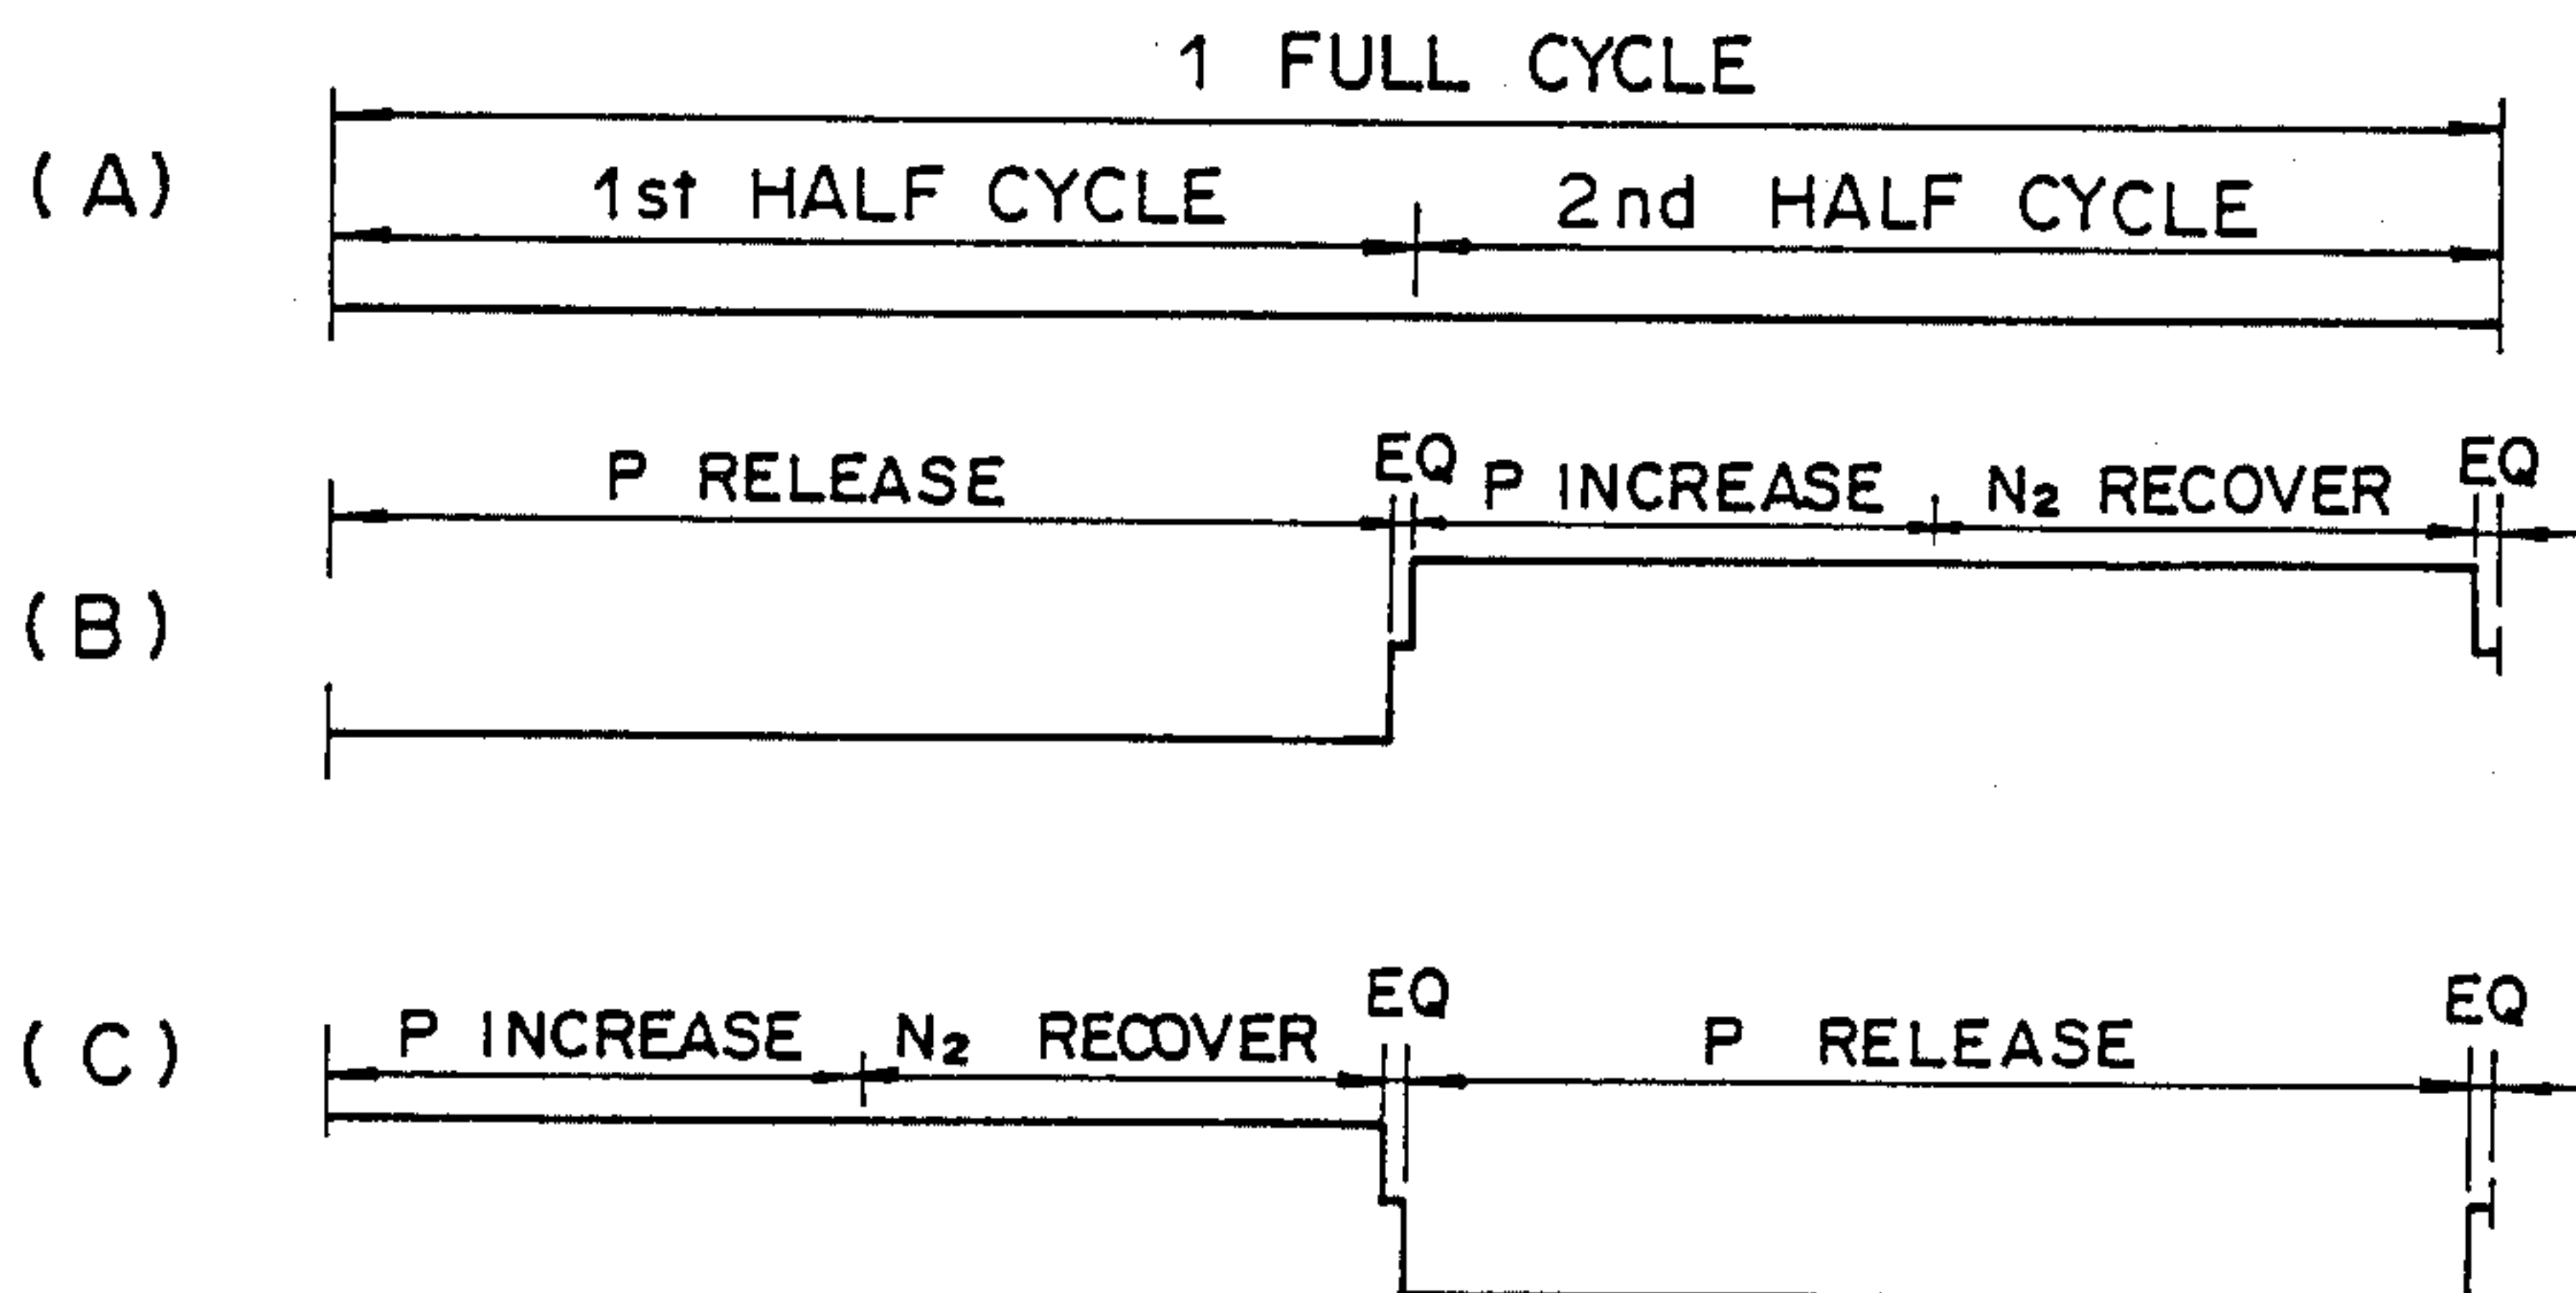 1 FULL CYCLE
(A)
1st HALF CYCLE 2nd HALF CYCLE
P RELEASE EQ P INCREASE N₂ RECOVER EQ
(B)
EQ EQ
(C) P INCREASE N₂ RECOVER P RELEASE